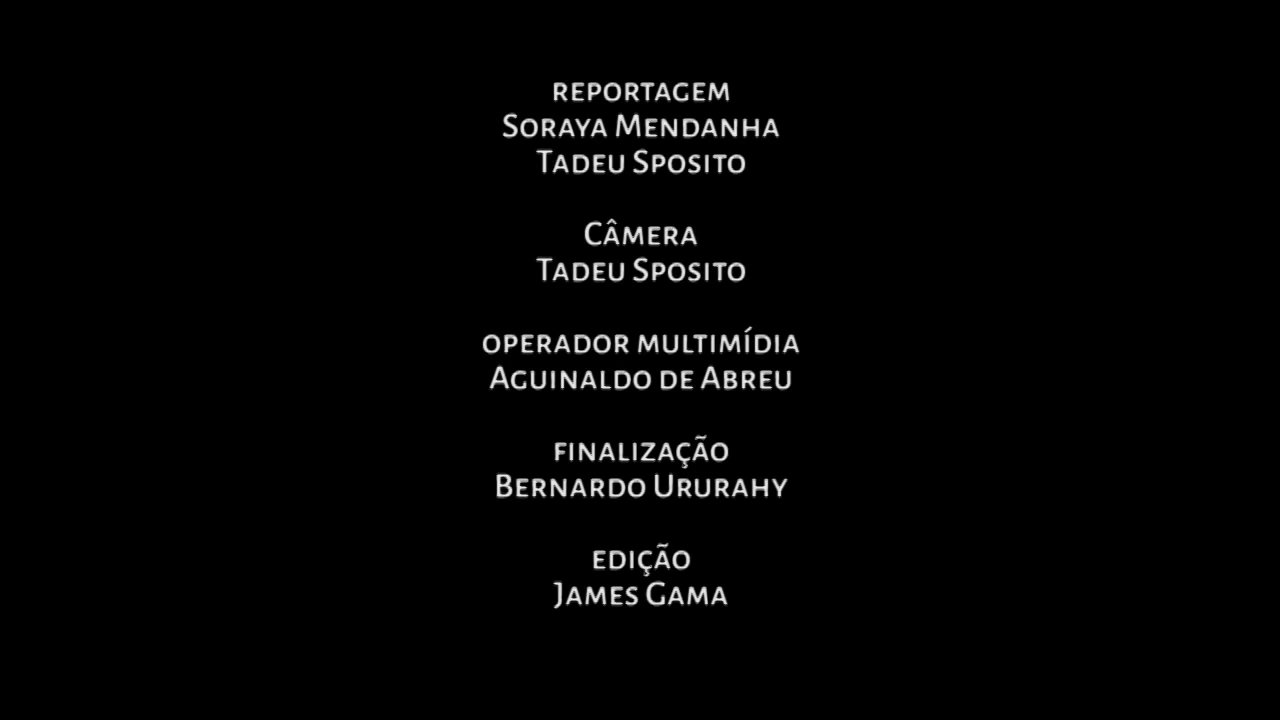 REPORTAGEM
SORAYA MENDANHA
TADEU SPOSITO
CÂMERA
TADEU SPOSITO
OPERADOR MULTIMÍDIA
AGUINALDO DE ABREU
FINALIZAÇÃO
BERNARDO URURAHY
EDIÇÃO
JAMES GAMA